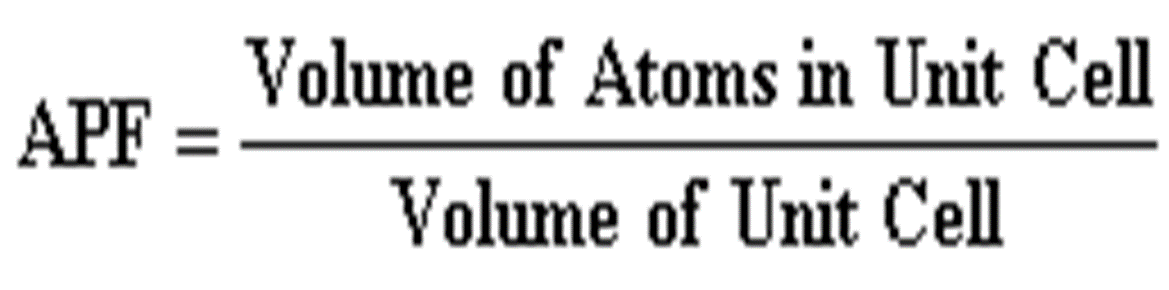 Volume of Atoms in Unit Cell
APF =
Volume of Unit Cell